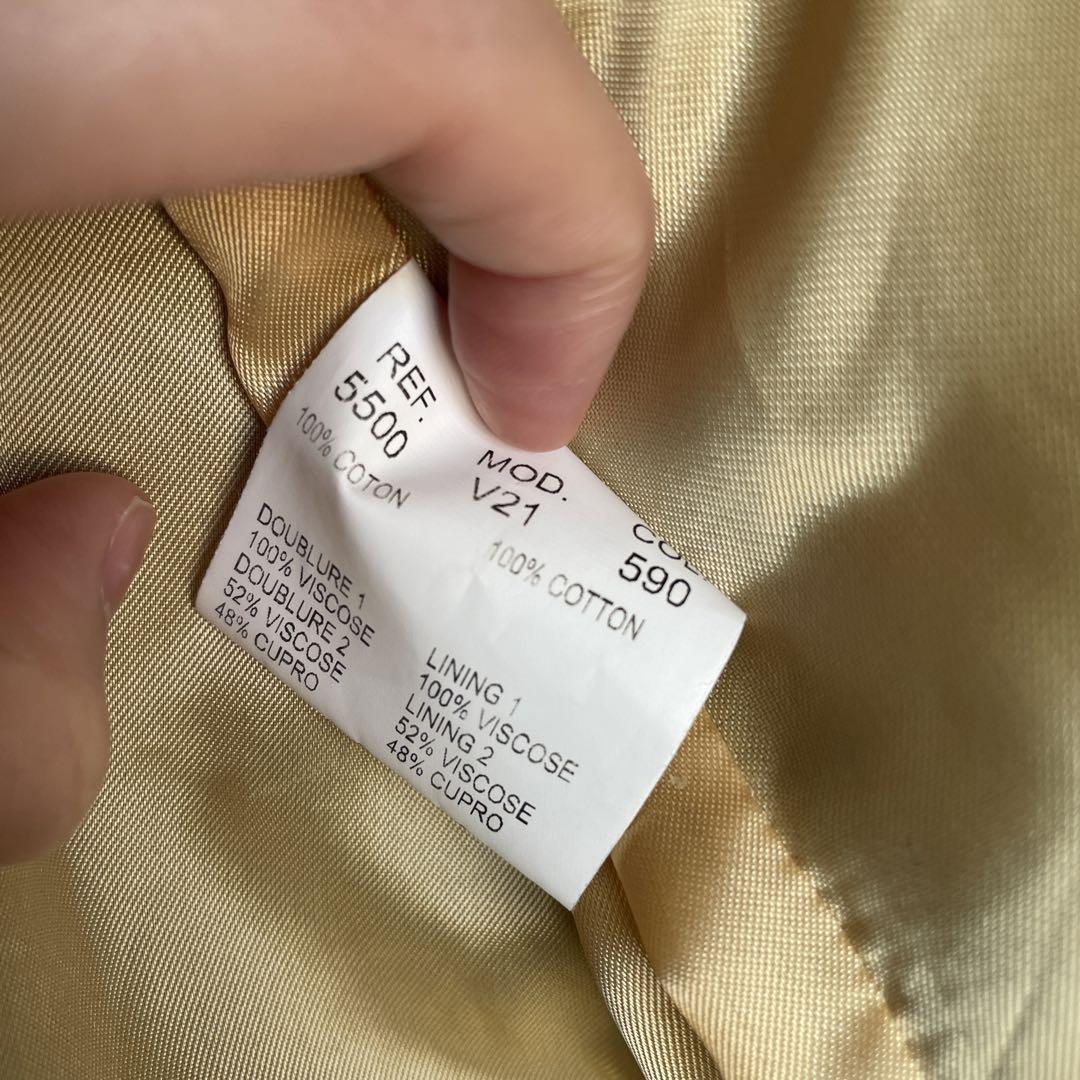 REF. MOD. COL
5500 V21 590
100% COTON
100% COTTON
DOUBLURE 1
100% VISCOSE
DOUBLURE 2
52% VISCOSE
48% CUPRO
LINING 1
100% VISCOSE
LINING 2
52% VISCOSE
48% CUPRO